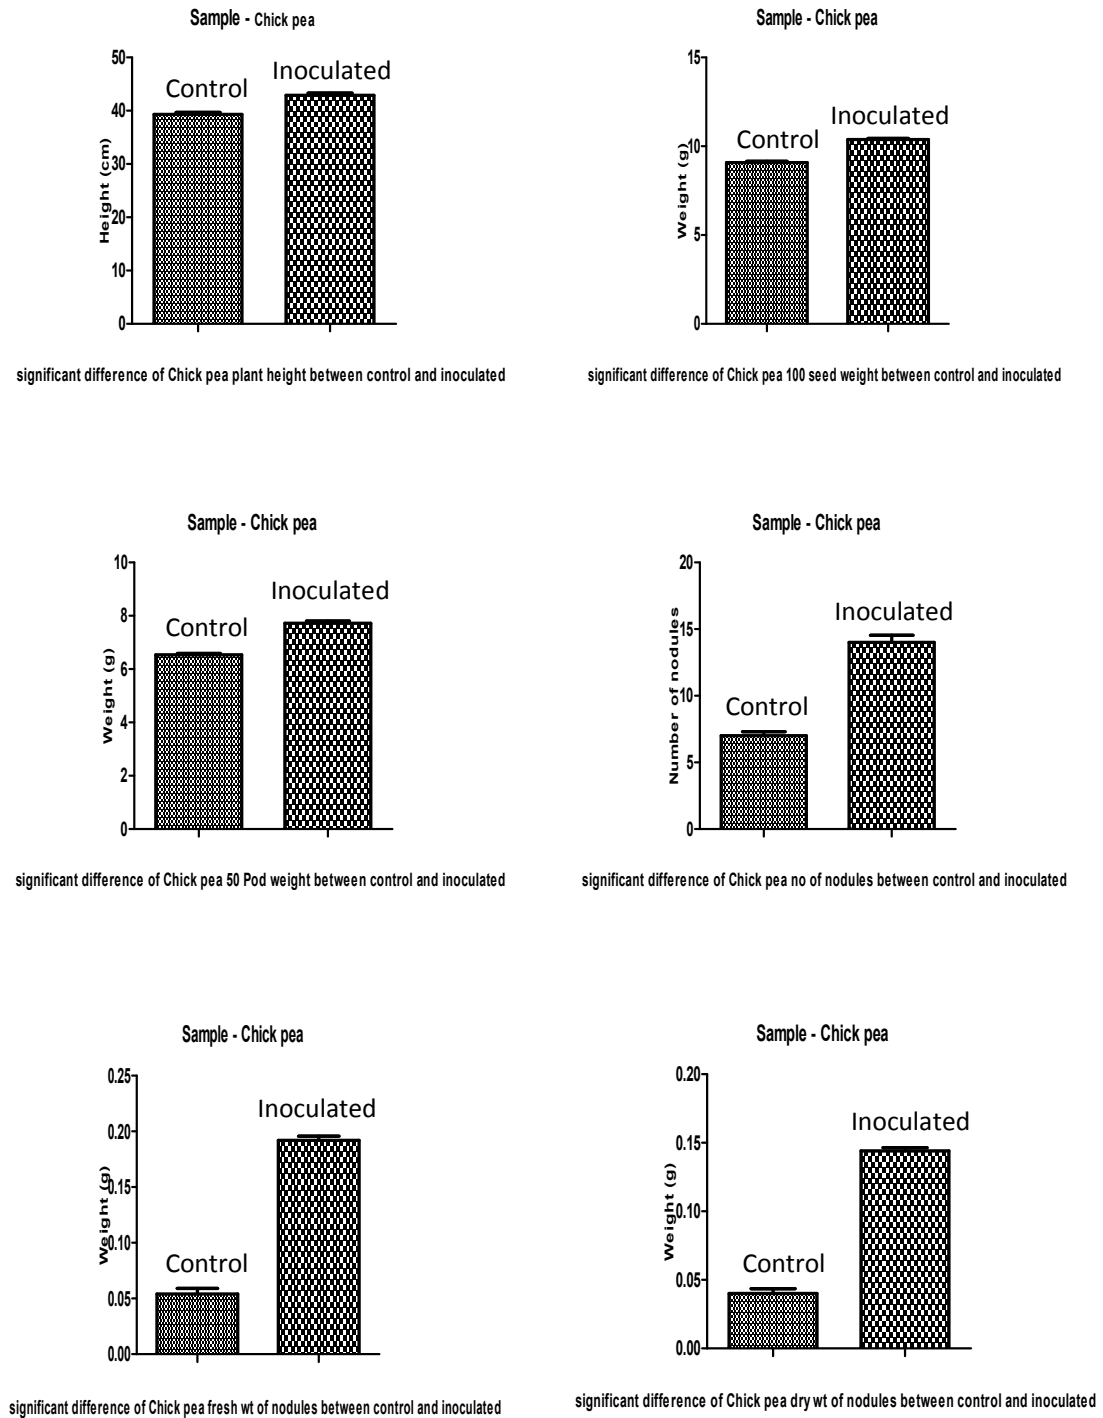 Sample - Chick pea
50
40
30
20
10
0
Height (cm)
Control
Inoculated
significant difference of Chick pea plant height between control and inoculated
Sample - Chick pea
15
10
5
0
Weight (g)
Control
Inoculated
significant difference of Chick pea 100 seed weight between control and inoculated
Sample - Chick pea
10
8
6
4
2
0
Weight (g)
Control
Inoculated
significant difference of Chick pea 50 Pod weight between control and inoculated
Sample - Chick pea
20
15
10
5
0
Number of nodules
Control
Inoculated
significant difference of Chick pea no of nodules between control and inoculated
Sample - Chick pea
0.25
0.20
0.15
0.10
0.05
0.00
Weight (g)
Control
Inoculated
significant difference of Chick pea fresh wt of nodules between control and inoculated
Sample - Chick pea
0.20
0.15
0.10
0.05
0.00
Weight (g)
Control
Inoculated
significant difference of Chick pea dry wt of nodules between control and inoculated